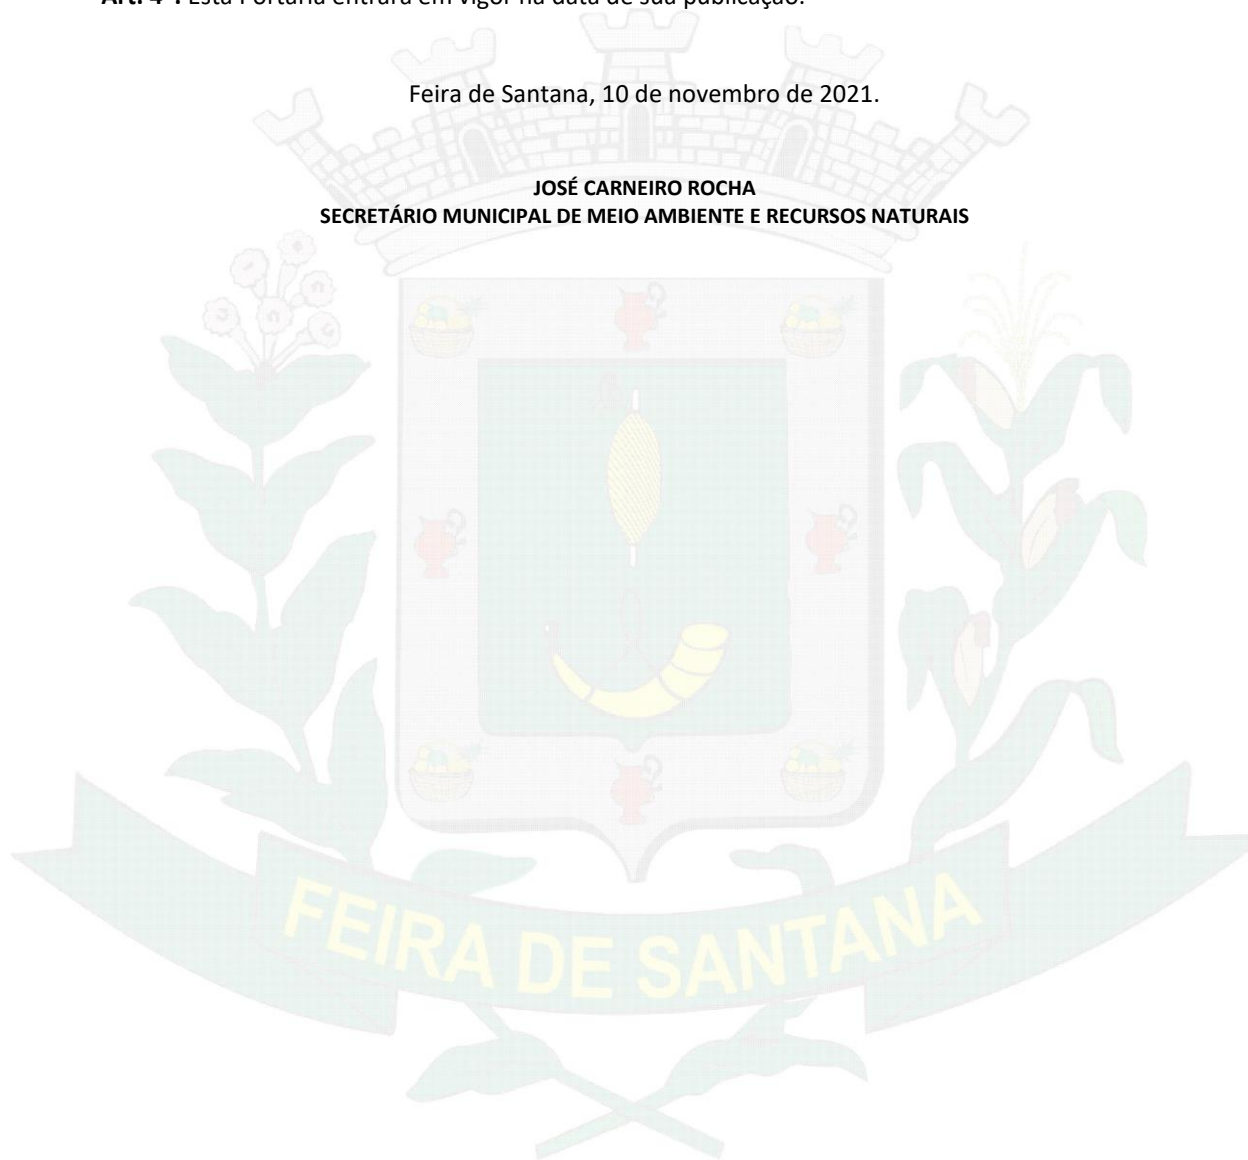 Art. 4º. Esta Portaria entrará em vigor na data de sua publicação.
Feira de Santana, 10 de novembro de 2021.
JOSÉ CARNEIRO ROCHA
SECRETÁRIO MUNICIPAL DE MEIO AMBIENTE E RECURSOS NATURAIS
FEIRA DE SANTANA